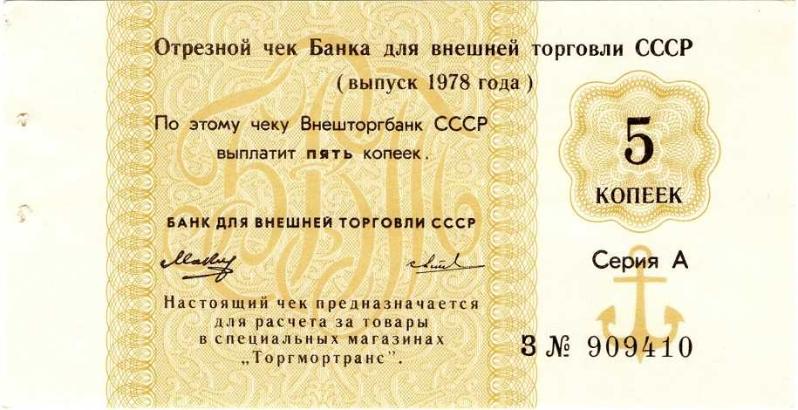 Отрезной чек Банка для внешней торговли СССР
(выпуск 1978 года)
По этому чеку Внешторгбанк СССР
выплатит пять копеек.
БАНК ДЛЯ ВНЕШНЕЙ ТОРГОВЛИ СССР
Настоящий чек предназначается
для расчета за товары
в специальных магазинах
„Торгмортранс".
5
КОПЕЕК
Серия А
З № 909410